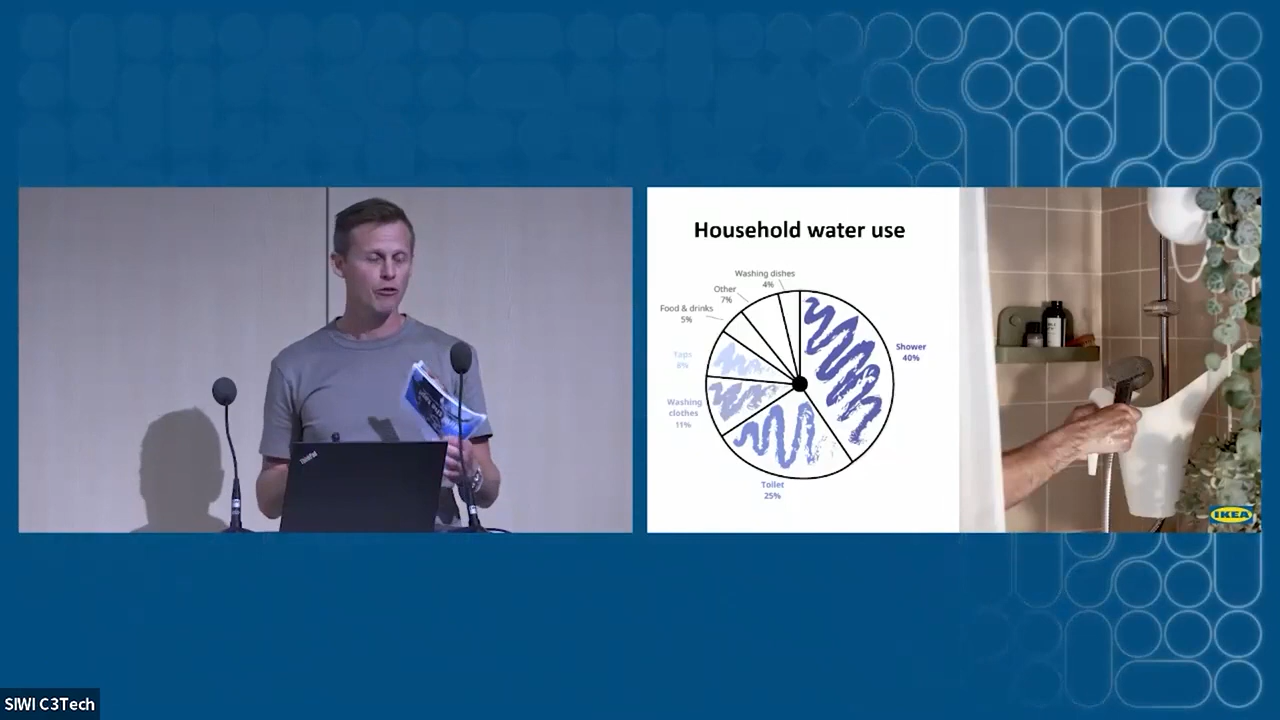 Household water use
Washing dishes
4%
Other
7%
Food & drinks
5%
Taps
8%
Shower
40%
Washing
clothes
11%
Toilet
25%
ThinkPad
IKEA
SIWI C3Tech